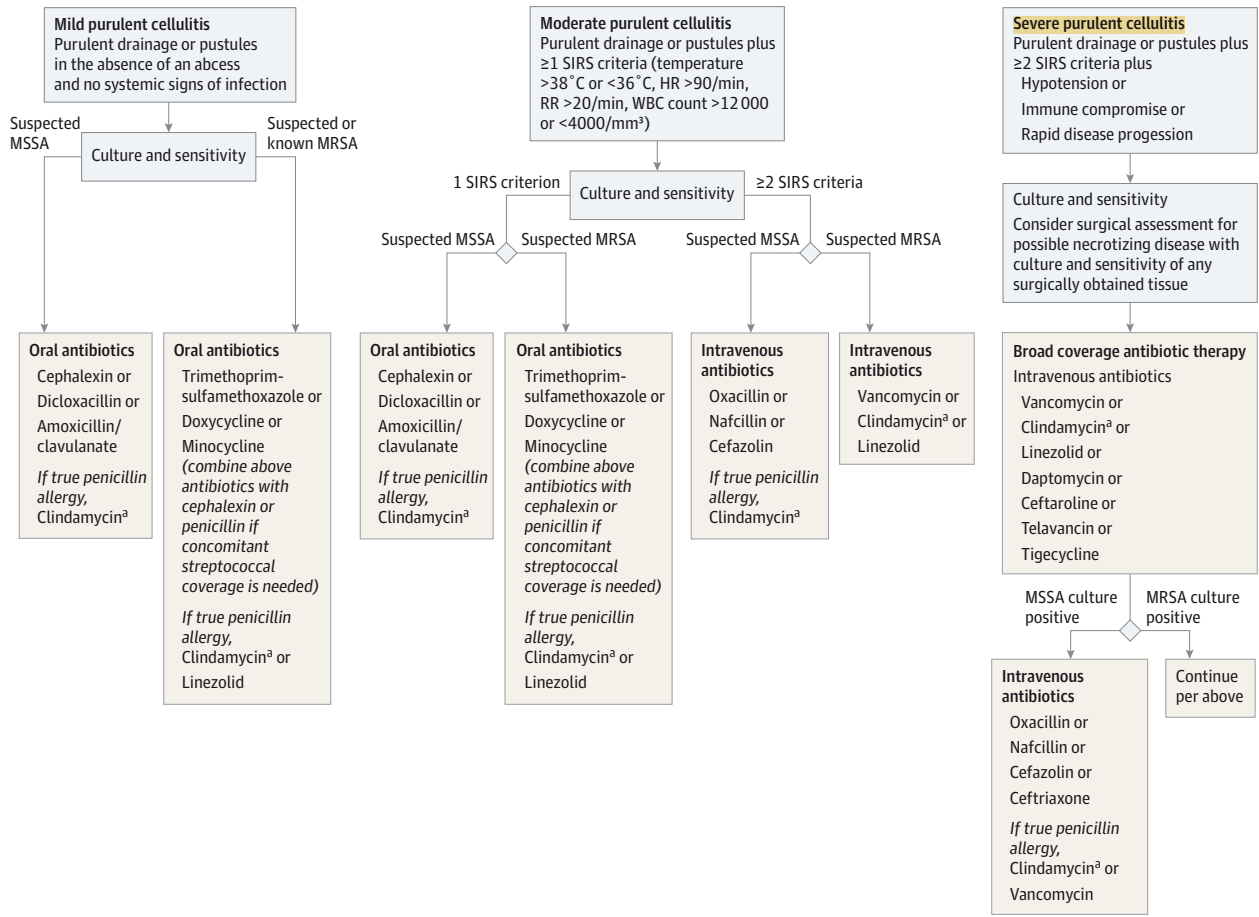 Mild purulent cellulitis
Purulent drainage or pustules
in the absence of an abcess
and no systemic signs of infection
Suspected
MSSA
Suspected or
known MRSA
Culture and sensitivity
Oral antibiotics
Cephalexin or
Dicloxacillin or
Amoxicillin/
clavulanate
If true penicillin
allergy,
Clindamycinᵃ
Oral antibiotics
Trimethoprim-
sulfamethoxazole or
Doxycycline or
Minocycline
(combine above
antibiotics with
cephalexin or
penicillin if
concomitant
streptococcal
coverage is needed)
If true penicillin
allergy,
Clindamycinᵃ or
Linezolid
Moderate purulent cellulitis
Purulent drainage or pustules plus
≥1 SIRS criteria (temperature
>38˚C or <36˚C, HR >90/min,
RR >20/min, WBC count >12 000
or <4000/mm³)
1 SIRS criterion
Culture and sensitivity
≥2 SIRS criteria
Suspected MSSA
Suspected MRSA
Suspected MSSA
Suspected MRSA
Oral antibiotics
Cephalexin or
Dicloxacillin or
Amoxicillin/
clavulanate
If true penicillin
allergy,
Clindamycinᵃ
Oral antibiotics
Trimethoprim-
sulfamethoxazole or
Doxycycline or
Minocycline
(combine above
antibiotics with
cephalexin or
penicillin if
concomitant
streptococcal
coverage is needed)
If true penicillin
allergy,
Clindamycinᵃ or
Linezolid
Intravenous
antibiotics
Oxacillin or
Nafcillin or
Cefazolin
If true penicillin
allergy,
Clindamycinᵃ
Intravenous
antibiotics
Vancomycin or
Clindamycinᵃ or
Linezolid
Severe purulent cellulitis
Purulent drainage or pustules plus
≥2 SIRS criteria plus
Hypotension or
Immune compromise or
Rapid disease progession
Culture and sensitivity
Consider surgical assessment for
possible necrotizing disease with
culture and sensitivity of any
surgically obtained tissue
Broad coverage antibiotic therapy
Intravenous antibiotics
Vancomycin or
Clindamycinᵃ or
Linezolid or
Daptomycin or
Ceftaroline or
Telavancin or
Tigecycline
MSSA culture
positive
MRSA culture
positive
Intravenous
antibiotics
Oxacillin or
Nafcillin or
Cefazolin or
Ceftriaxone
If true penicillin
allergy,
Clindamycinᵃ or
Vancomycin
Continue
per above